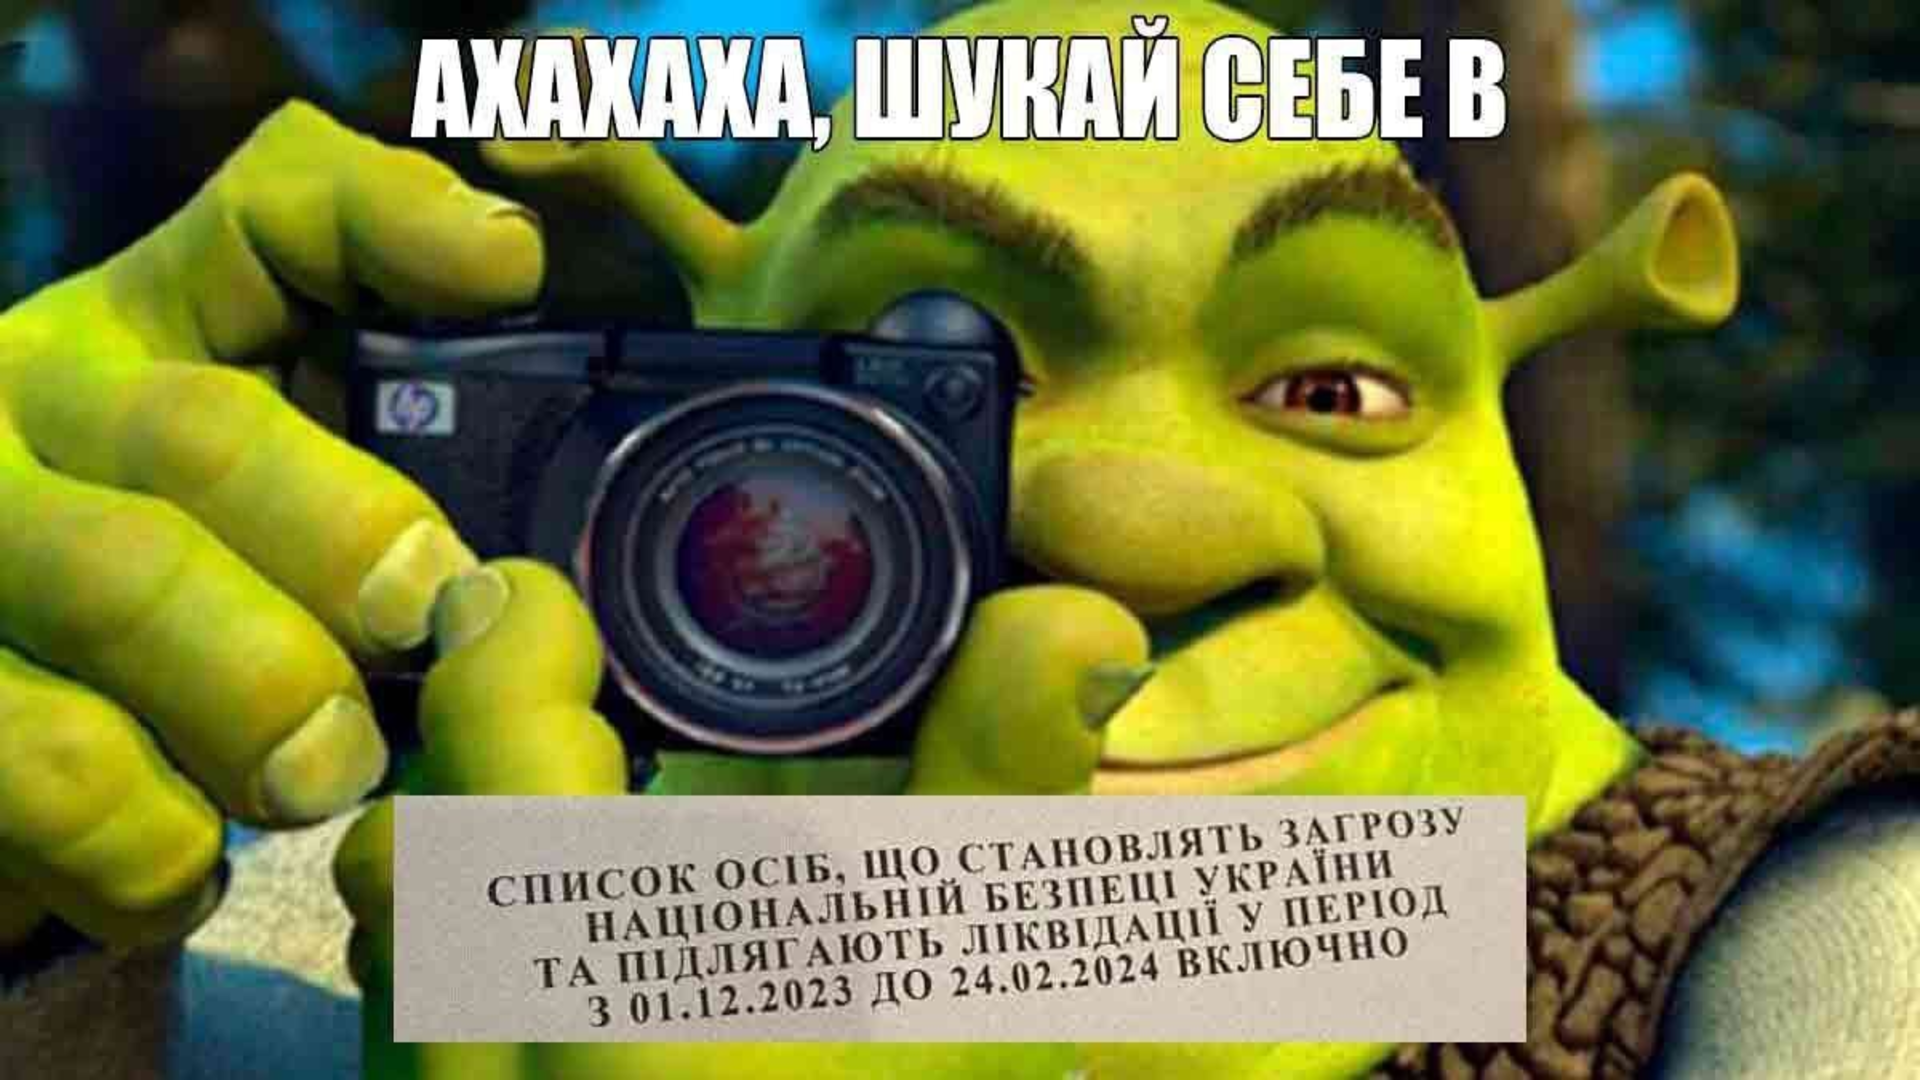 АХАХАХА, ШУКАЙ СЕБЕ В
hp
СПИСОК ОСІБ, ЩО СТАНОВЛЯТЬ ЗАГРОЗУ
НАЦІОНАЛЬНІЙ БЕЗПЕЦІ УКРАЇНИ
ТА ПІДЛЯГАЮТЬ ЛІКВІДАЦІЇ У ПЕРІОД
З 01.12.2023 ДО 24.02.2024 ВКЛЮЧНО